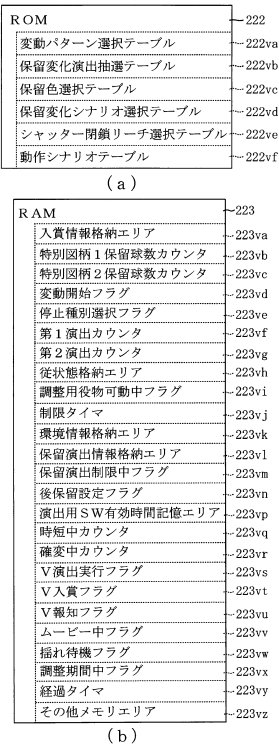 ROM 222
変動パターン選択テーブル 222va
保留変化演出抽選テーブル 222vb
保留色選択テーブル 222vc
保留変化シナリオ選択テーブル 222vd
シャッター閉鎖リーチ選択テーブル 222ve
動作シナリオテーブル 222vf
(a)
RAM 223
入賞情報格納エリア 223va
特別図柄1保留球数カウンタ 223vb
特別図柄2保留球数カウンタ 223vc
変動開始フラグ 223vd
停止種別選択フラグ 223ve
第1演出カウンタ 223vf
第2演出カウンタ 223vg
従状態格納エリア 223vh
調整用役物可動中フラグ 223vi
制限タイマ 223vj
環境情報格納エリア 223vk
保留演出情報格納エリア 223vl
保留演出制限中フラグ 223vm
後保留設定フラグ 223vn
演出用SW有効時間記憶エリア 223vp
時短中カウンタ 223vq
確変中カウンタ 223vr
V演出実行フラグ 223vs
V入賞フラグ 223vt
V報知フラグ 223vu
ムービー中フラグ 223vv
揺れ待機フラグ 223vw
調整期間中フラグ 223vx
経過タイマ 223vy
その他メモリエリア 223vz
(b)